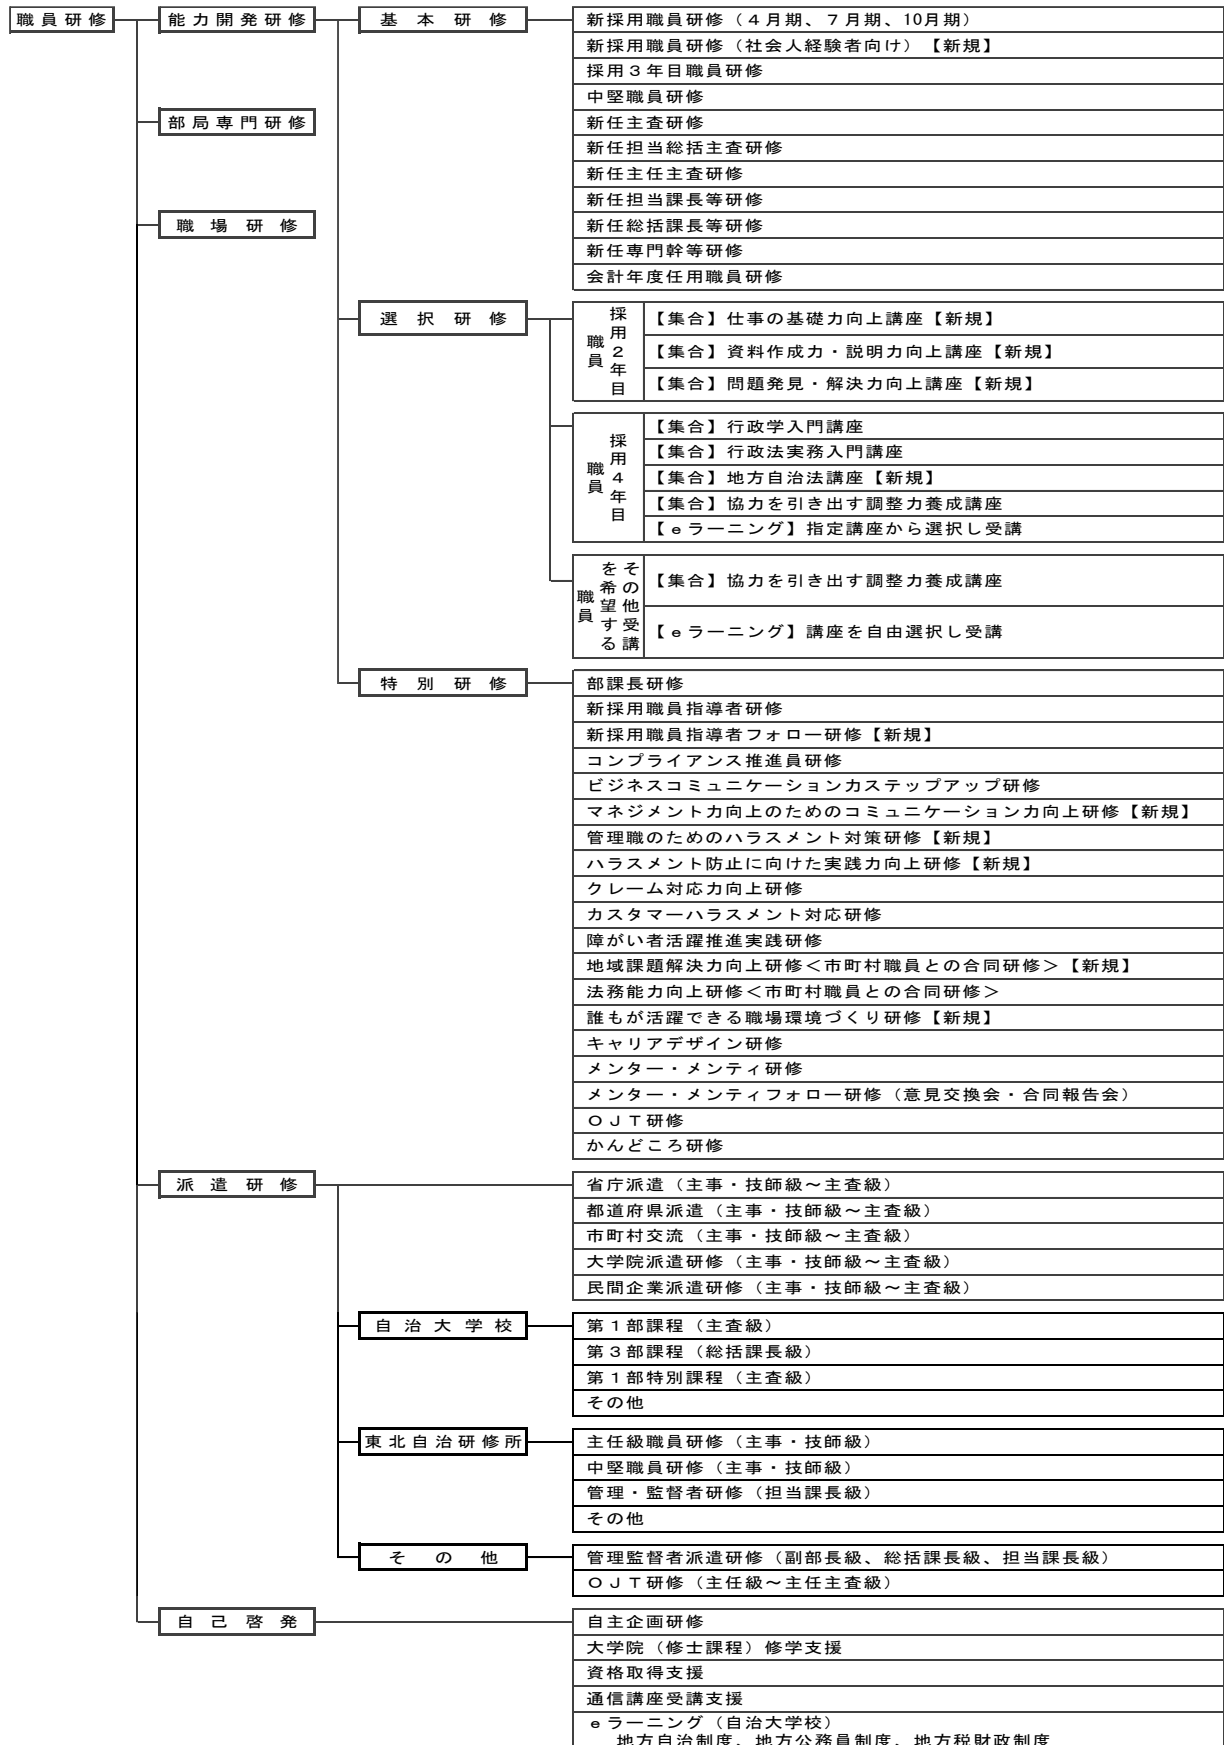 職員研修
能力開発研修
基本研修
新採用職員研修（４月期、７月期、10月期）
新採用職員研修（社会人経験者向け）【新規】
採用３年目職員研修
中堅職員研修
新任主査研修
新任担当総括主査研修
新任主任主査研修
新任担当課長等研修
新任総括課長等研修
新任専門幹等研修
会計年度任用職員研修
部局専門研修
職場研修
選択研修
採用２年目
職員
【集合】仕事の基礎力向上講座【新規】
【集合】資料作成力・説明力向上講座【新規】
【集合】問題発見・解決力向上講座【新規】
採用４年目
職員
【集合】行政学入門講座
【集合】行政法実務入門講座
【集合】地方自治法講座【新規】
【集合】協力を引き出す調整力養成講座
【ｅラーニング】指定講座から選択し受講
その他受講
を希望する
職員
【集合】協力を引き出す調整力養成講座
【ｅラーニング】講座を自由選択し受講
特別研修
部課長研修
新採用職員指導者研修
新採用職員指導者フォロー研修【新規】
コンプライアンス推進員研修
ビジネスコミュニケーション力ステップアップ研修
マネジメント力向上のためのコミュニケーション力向上研修【新規】
管理職のためのハラスメント対策研修【新規】
ハラスメント防止に向けた実践力向上研修【新規】
クレーム対応力向上研修
カスタマーハラスメント対応研修
障がい者活躍推進実践研修
地域課題解決力向上研修＜市町村職員との合同研修＞【新規】
法務能力向上研修＜市町村職員との合同研修＞
誰もが活躍できる職場環境づくり研修【新規】
キャリアデザイン研修
メンター・メンティ研修
メンター・メンティフォロー研修（意見交換会・合同報告会）
ＯＪＴ研修
かんどころ研修
派遣研修
省庁派遣（主事・技師級～主査級）
都道府県派遣（主事・技師級～主査級）
市町村交流（主事・技師級～主査級）
大学院派遣研修（主事・技師級～主査級）
民間企業派遣研修（主事・技師級～主査級）
自治大学校
第１部課程（主査級）
第３部課程（総括課長級）
第１部特別課程（主査級）
その他
東北自治研修所
主任級職員研修（主事・技師級）
中堅職員研修（主事・技師級）
管理・監督者研修（担当課長級）
その他
その他
管理監督者派遣研修（副部長級、総括課長級、担当課長級）
ＯＪＴ研修（主任級～主任主査級）
自己啓発
自主企画研修
大学院（修士課程）修学支援
資格取得支援
通信講座受講支援
ｅラーニング（自治大学校）
地方自治制度、地方公務員制度、地方税財政制度